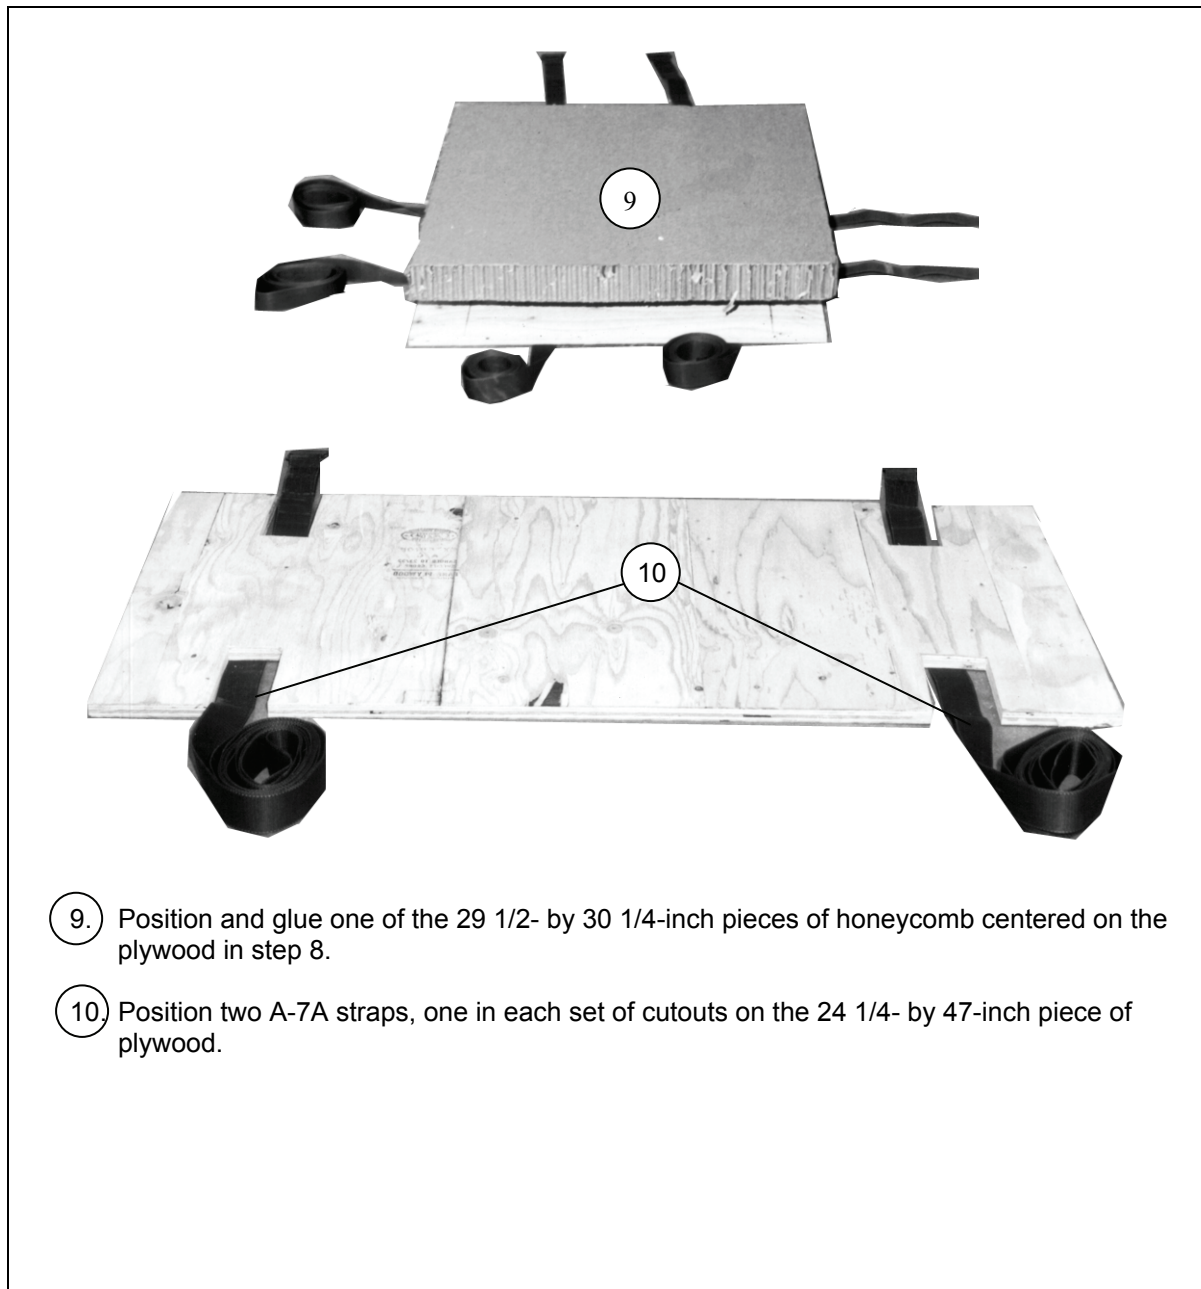 9
10
9. Position and glue one of the 29 1/2- by 30 1/4-inch pieces of honeycomb centered on the
plywood in step 8.
10. Position two A-7A straps, one in each set of cutouts on the 24 1/4- by 47-inch piece of
plywood.